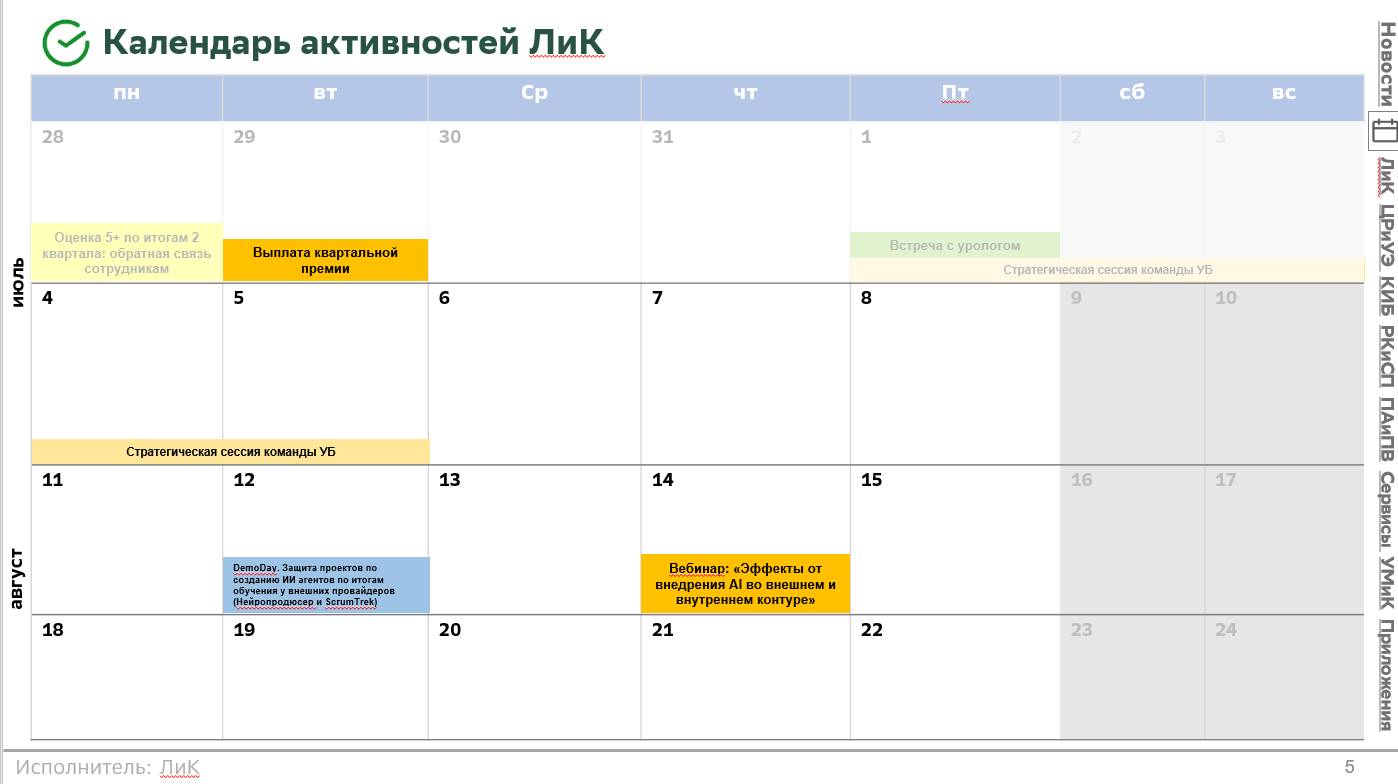 Календарь активностей ЛиК
пн
вт
Ср
чт
Пт
сб
вс
июль
28
29
30
31
1
2
3
Оценка 5+ по итогам 2
квартала: обратная связь
сотрудникам
Выплата квартальной
премии
Встреча с урологом
Стратегическая сессия команды УБ
4
5
6
7
8
9
10
Стратегическая сессия команды УБ
август
11
12
13
14
15
16
17
DemoDay. Защита проектов по
созданию ИИ агентов по итогам
обучения у внешних провайдеров
(Нейропродюсер и ScrumTrek)
Вебинар: «Эффекты от
внедрения AI во внешнем и
внутреннем контуре»
18
19
20
21
22
23
24
Новости
ЛиК
ЦРиУЭ
КИБ
РКиСП
ПАиПВ
Сервисы
УМиК
Приложения
Исполнитель: ЛиК
5